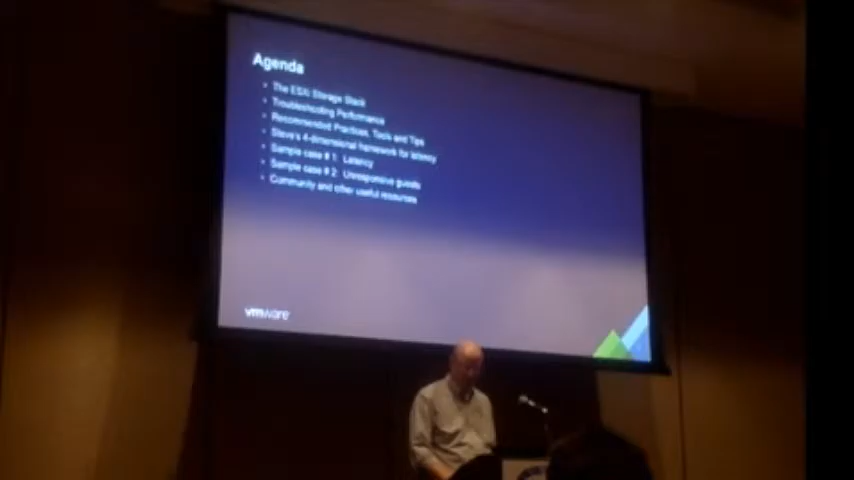 Agenda
The ESXi Storage Stack
Troubleshooting Performance
Recommended Practices, Tools and Tips
Steve's 4-dimensional framework for latency
Sample case # 1: Latency
Sample case # 2: Unresponsive guests
Community and other useful resources
vmware